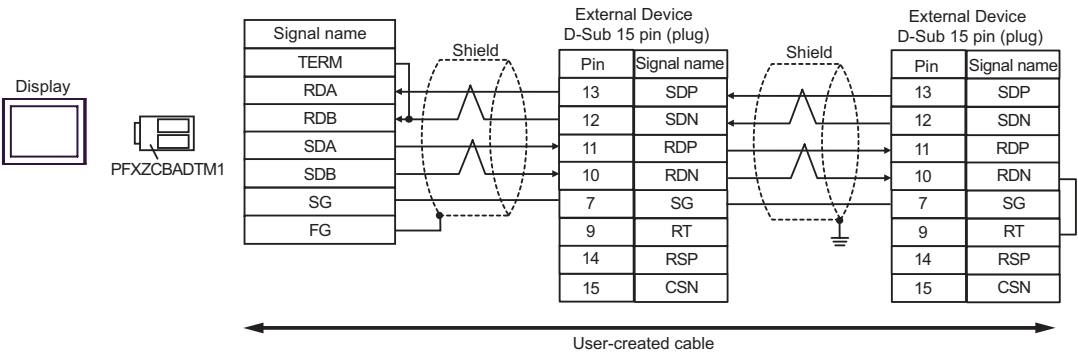 Display
PFXZCBADTM1
Signal name
TERM
RDA
RDB
SDA
SDB
SG
FG
Shield
External Device
D-Sub 15 pin (plug)
Pin Signal name
13 SDP
12 SDN
11 RDP
10 RDN
7 SG
9 RT
14 RSP
15 CSN
Shield
External Device
D-Sub 15 pin (plug)
Pin Signal name
13 SDP
12 SDN
11 RDP
10 RDN
7 SG
9 RT
14 RSP
15 CSN
User-created cable